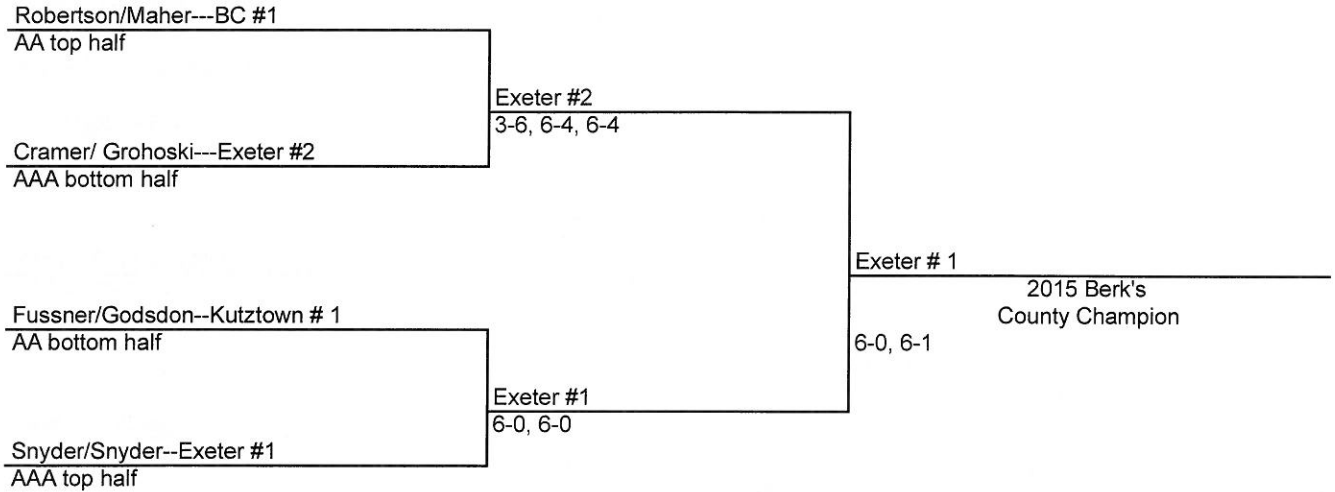 Robertson/Maher---BC #1
AA top half
Exeter #2
3-6, 6-4, 6-4
Cramer/ Grohoski---Exeter #2
AAA bottom half
Exeter # 1
2015 Berk's
County Champion
Fussner/Godsdon--Kutztown # 1
AA bottom half
6-0, 6-1
Exeter #1
6-0, 6-0
Snyder/Snyder--Exeter #1
AAA top half